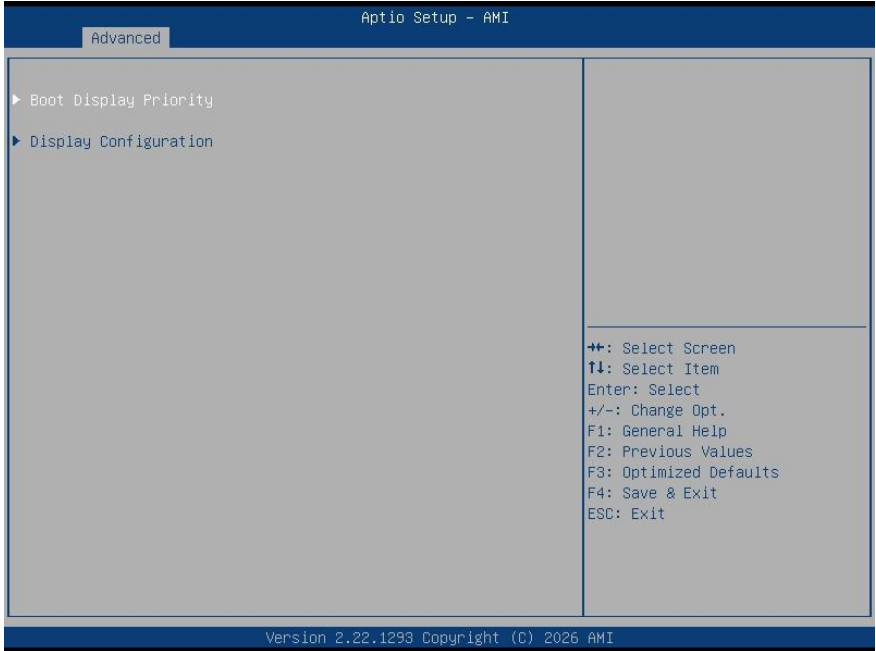 Aptio Setup – AMI
Advanced
▶ Boot Display Priority
▶ Display Configuration
→←: Select Screen
↑↓: Select Item
Enter: Select
+/-: Change Opt.
F1: General Help
F2: Previous Values
F3: Optimized Defaults
F4: Save & Exit
ESC: Exit
Version 2.22.1293 Copyright (C) 2026 AMI